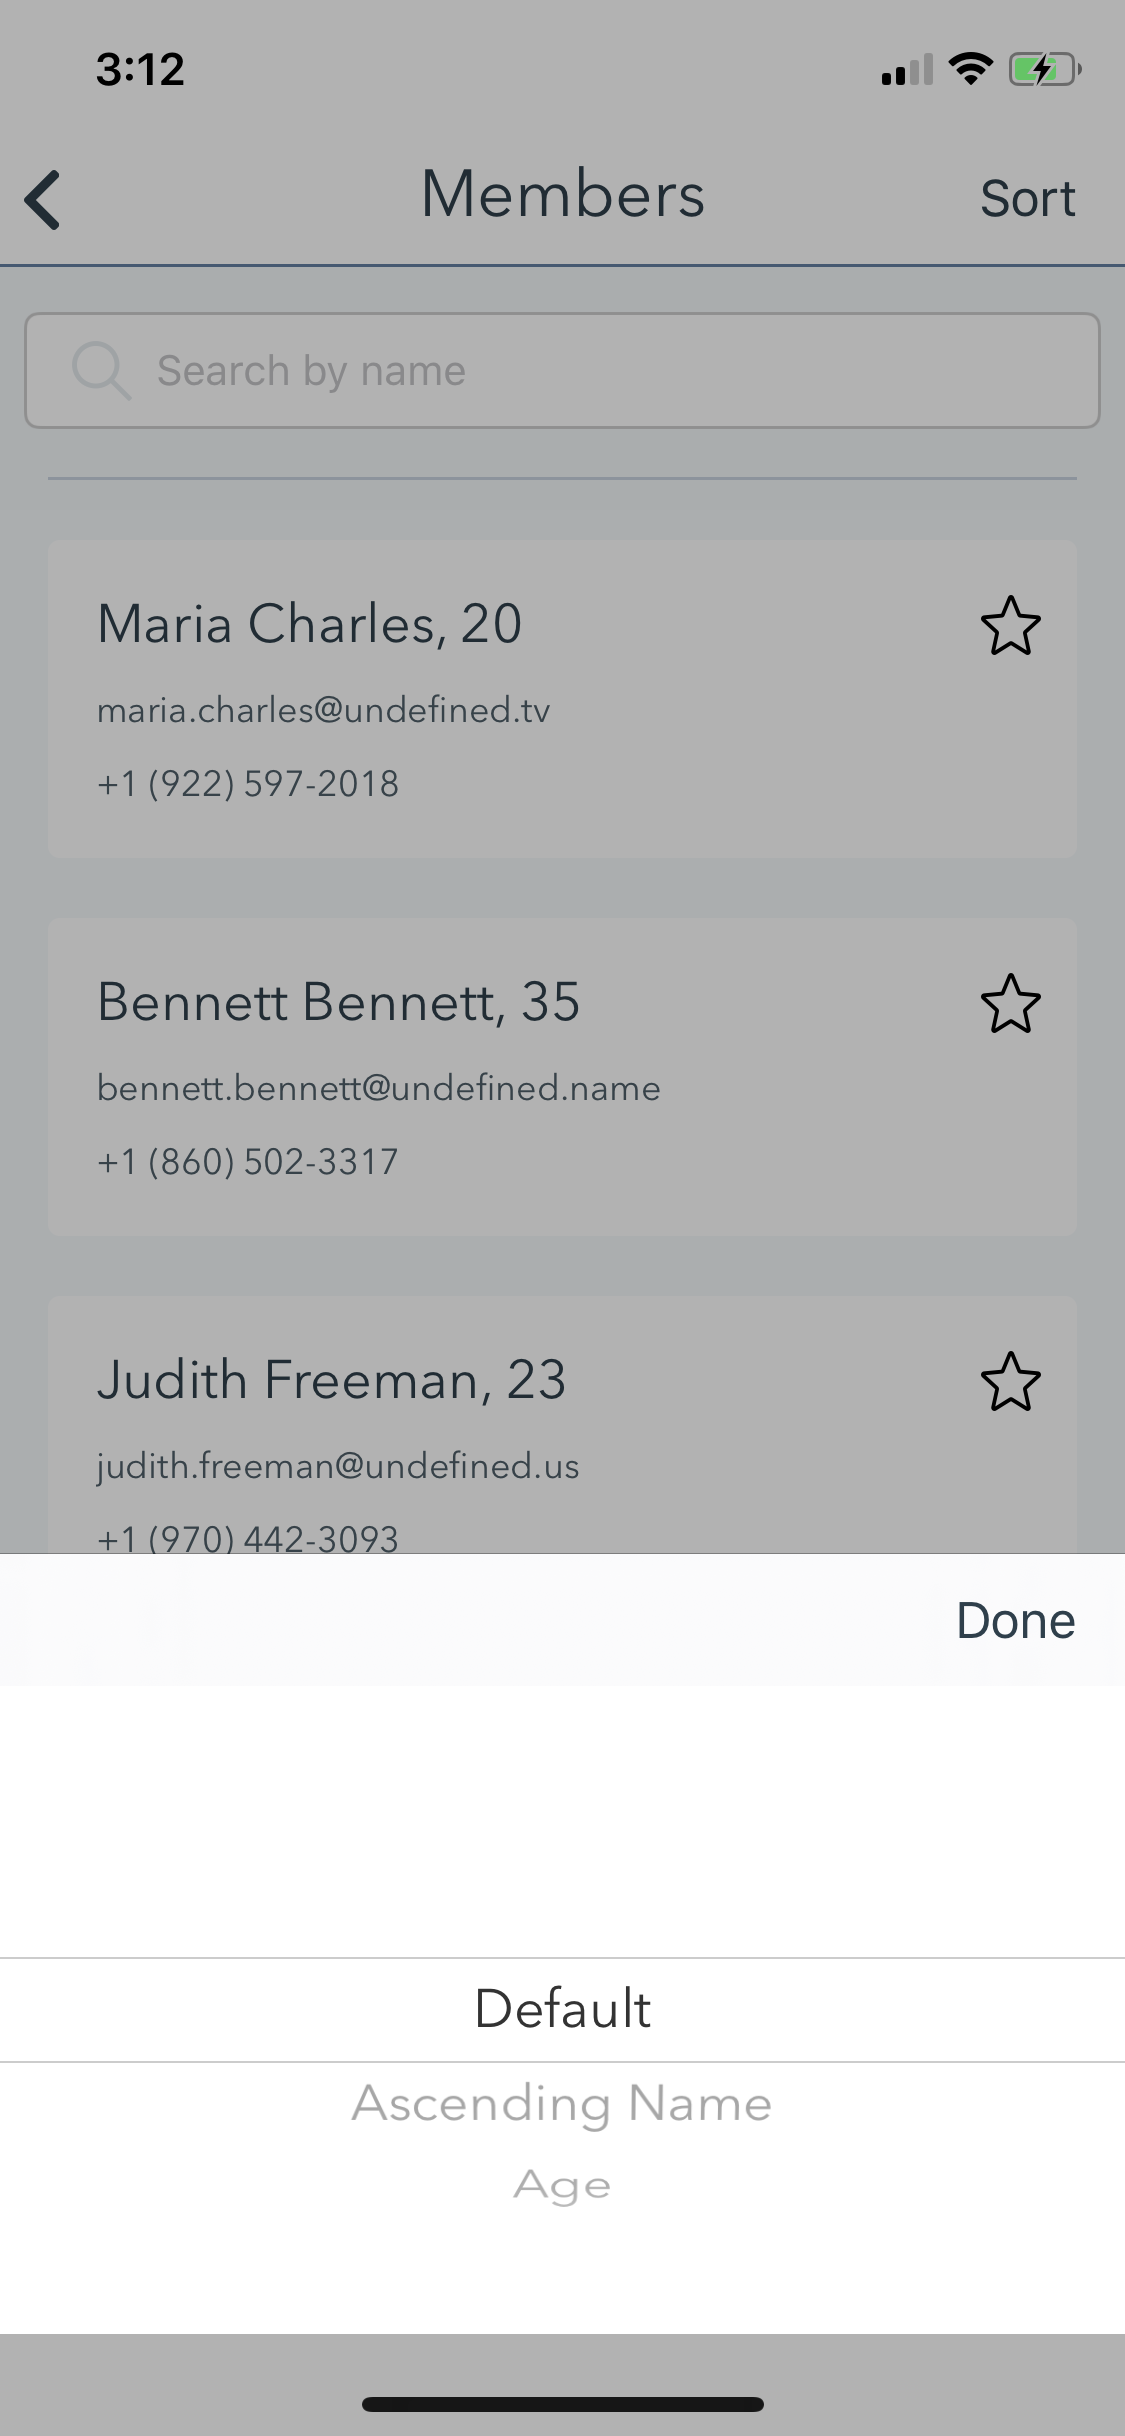 3:12
Members
Sort
Search by name
Maria Charles, 20
maria.charles@undefined.tv
+1 (922) 597-2018
Bennett Bennett, 35
bennett.bennett@undefined.name
+1 (860) 502-3317
Judith Freeman, 23
judith.freeman@undefined.us
+1 (970) 442-3093
Done
Default
Ascending Name
Age